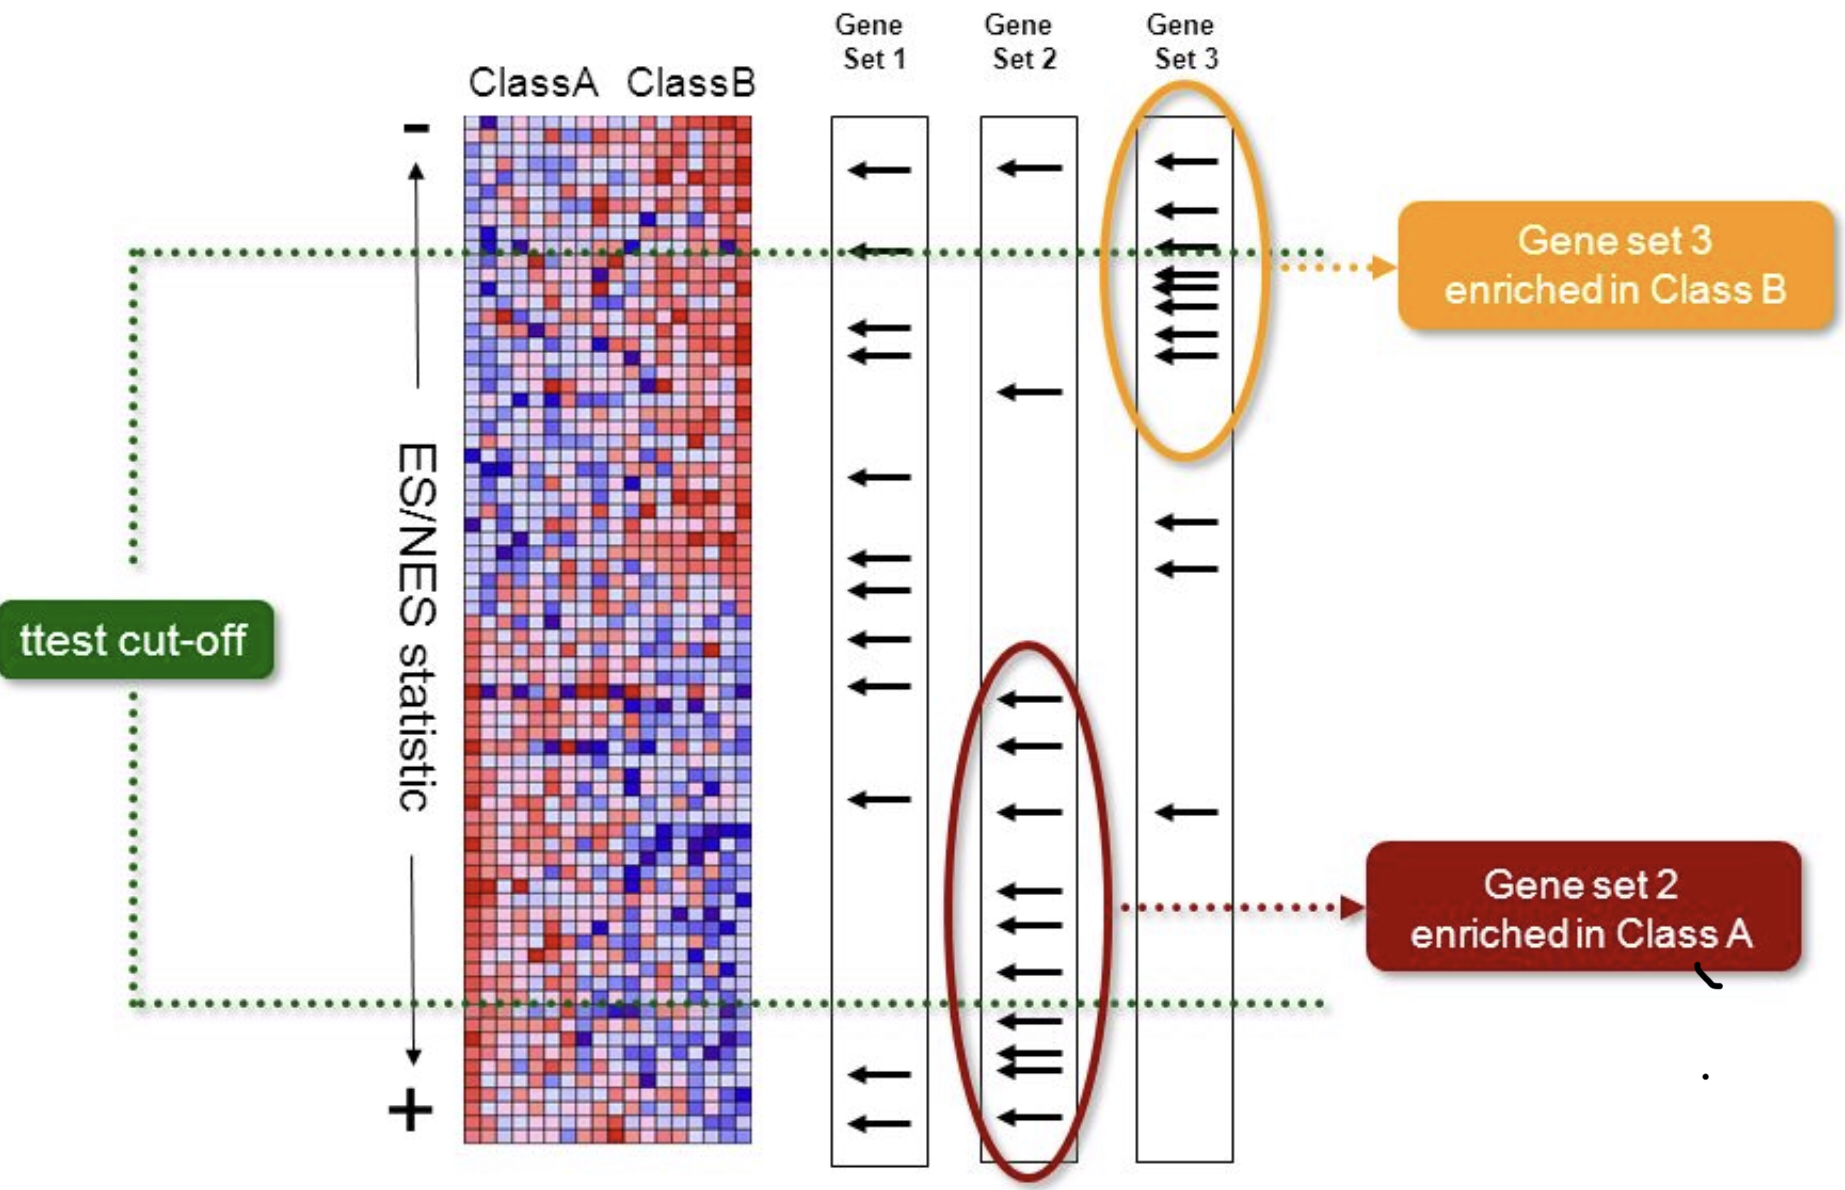 Gene
Set 1
Gene
Set 2
Gene
Set 3
ClassA ClassB
-
Gene set 3
enriched in Class B
ES/NES statistic
ttest cut-off
Gene set 2
enriched in Class A
+